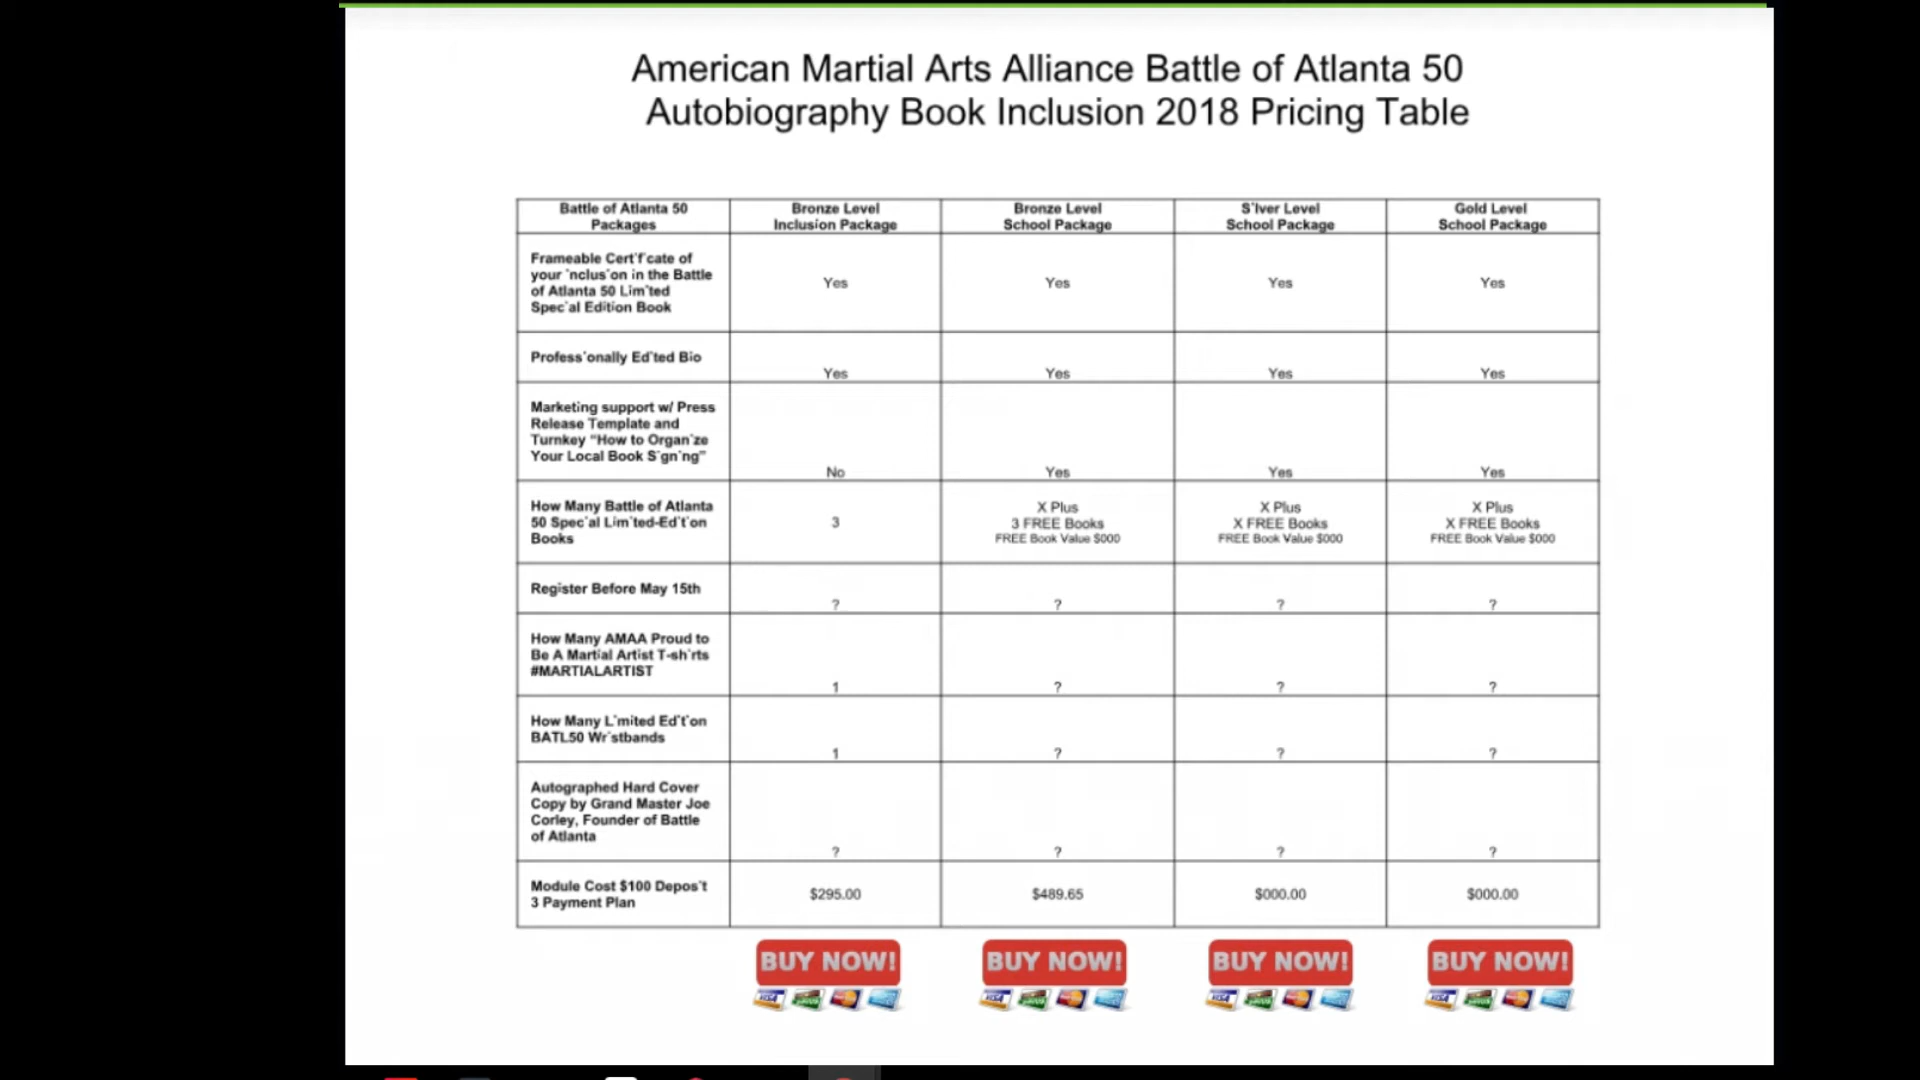 American Martial Arts Alliance Battle of Atlanta 50
Autobiography Book Inclusion 2018 Pricing Table
Battle of Atlanta 50
Packages
Bronze Level
Inclusion Package
Bronze Level
School Package
S'lver Level
School Package
Gold Level
School Package
Frameable Cert'f'cate of
your 'nclus'on in the Battle
of Atlanta 50 Lim'ted
Spec'al Edition Book
Yes
Yes
Yes
Yes
Profess'onally Ed'ted Bio
Yes
Yes
Yes
Yes
Marketing support w/ Press
Release Template and
Turnkey "How to Organ'ze
Your Local Book S'gn'ng"
No
Yes
Yes
Yes
How Many Battle of Atlanta
50 Spec'al Lim'ted-Ed't'on
Books
3
X Plus
3 FREE Books
FREE Book Value $000
X Plus
X FREE Books
FREE Book Value $000
X Plus
X FREE Books
FREE Book Value $000
Register Before May 15th
?
?
?
?
How Many AMAA Proud to
Be A Martial Artist T-sh'rts
#MARTIALARTIST
1
?
?
?
How Many L'mited Ed't'on
BATL50 Wr'stbands
1
?
?
?
Autographed Hard Cover
Copy by Grand Master Joe
Corley, Founder of Battle
of Atlanta
?
?
?
?
Module Cost $100 Depos't
3 Payment Plan
$295.00
$489.65
$000.00
$000.00
BUY NOW!
BUY NOW!
BUY NOW!
BUY NOW!
VISA
VISA
VISA
VISA